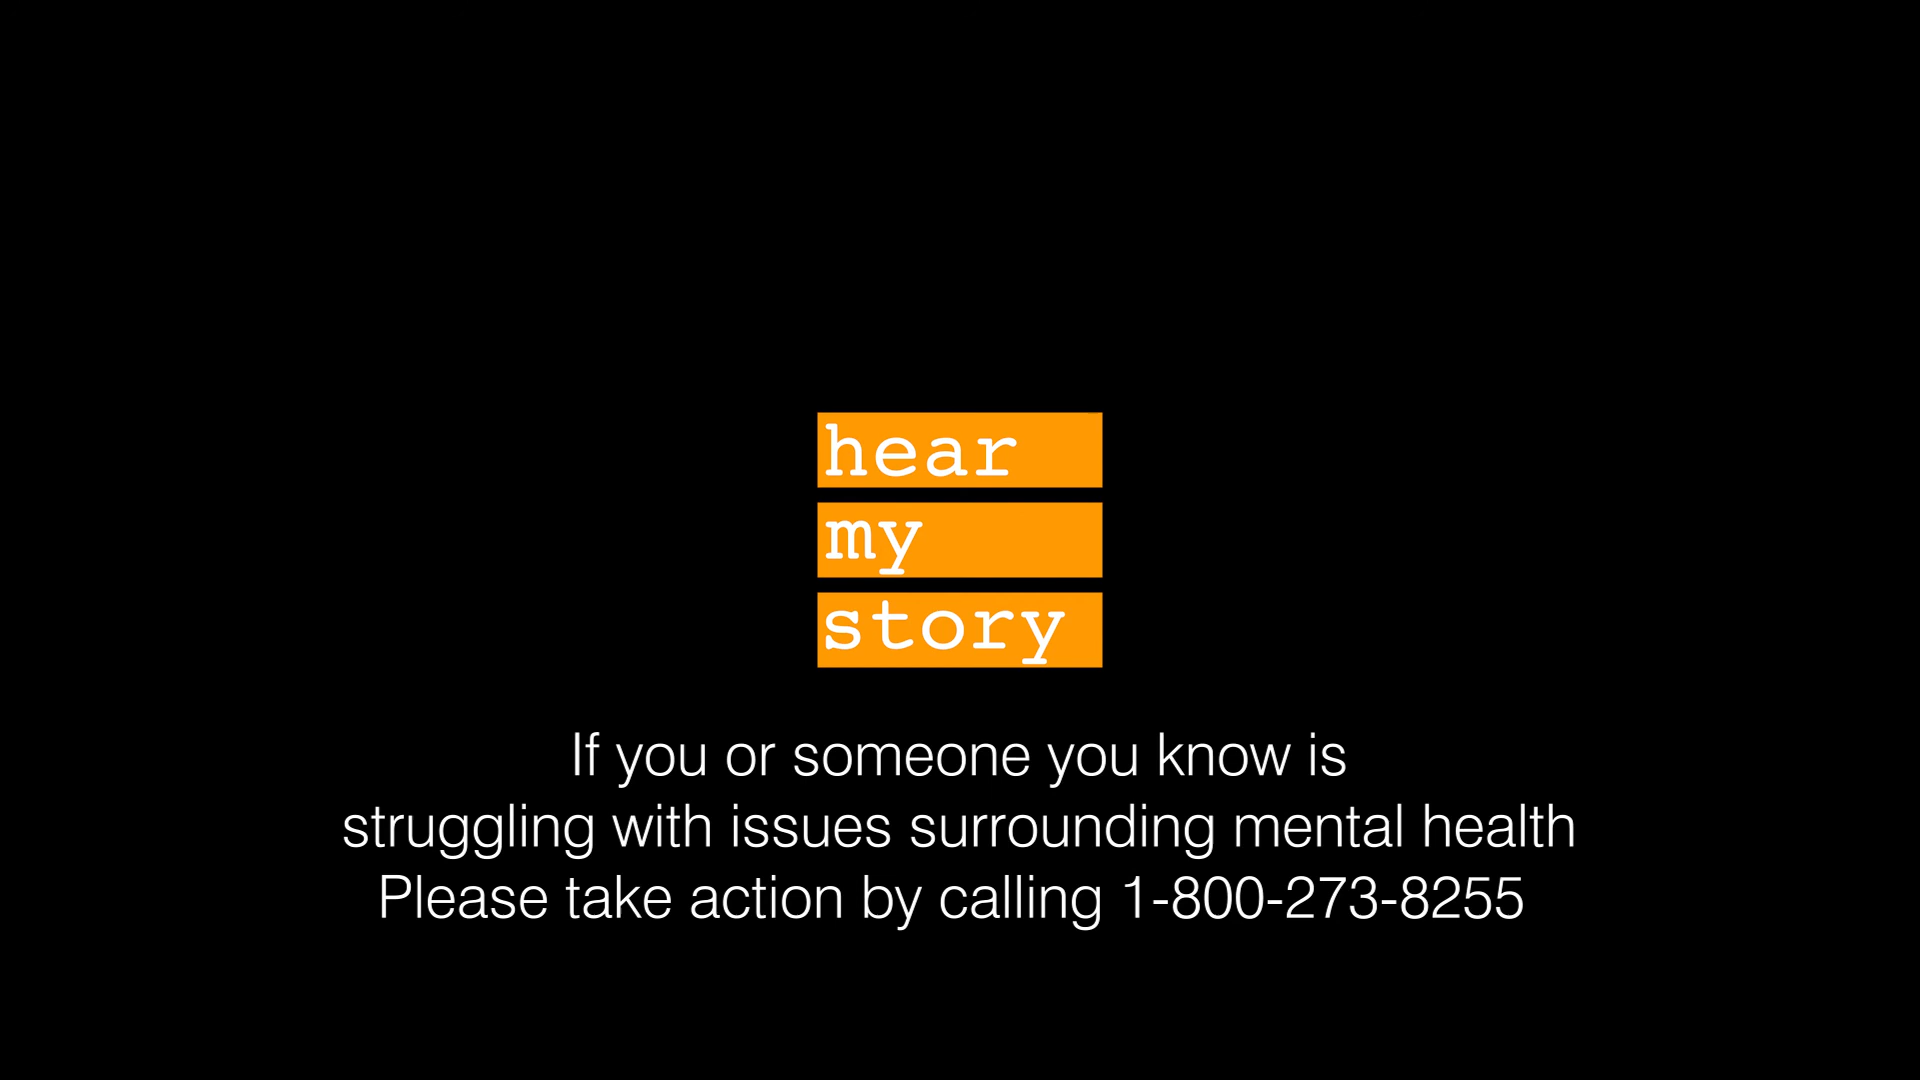 hear
my
story
If you or someone you know is
struggling with issues surrounding mental health
Please take action by calling 1-800-273-8255